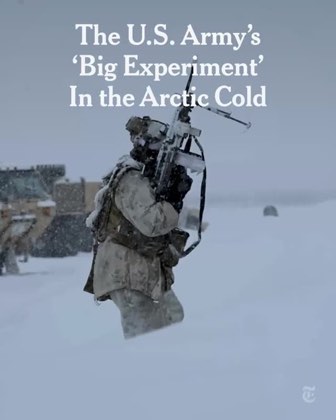 The U.S. Army’s
‘Big Experiment’
In the Arctic Cold
T